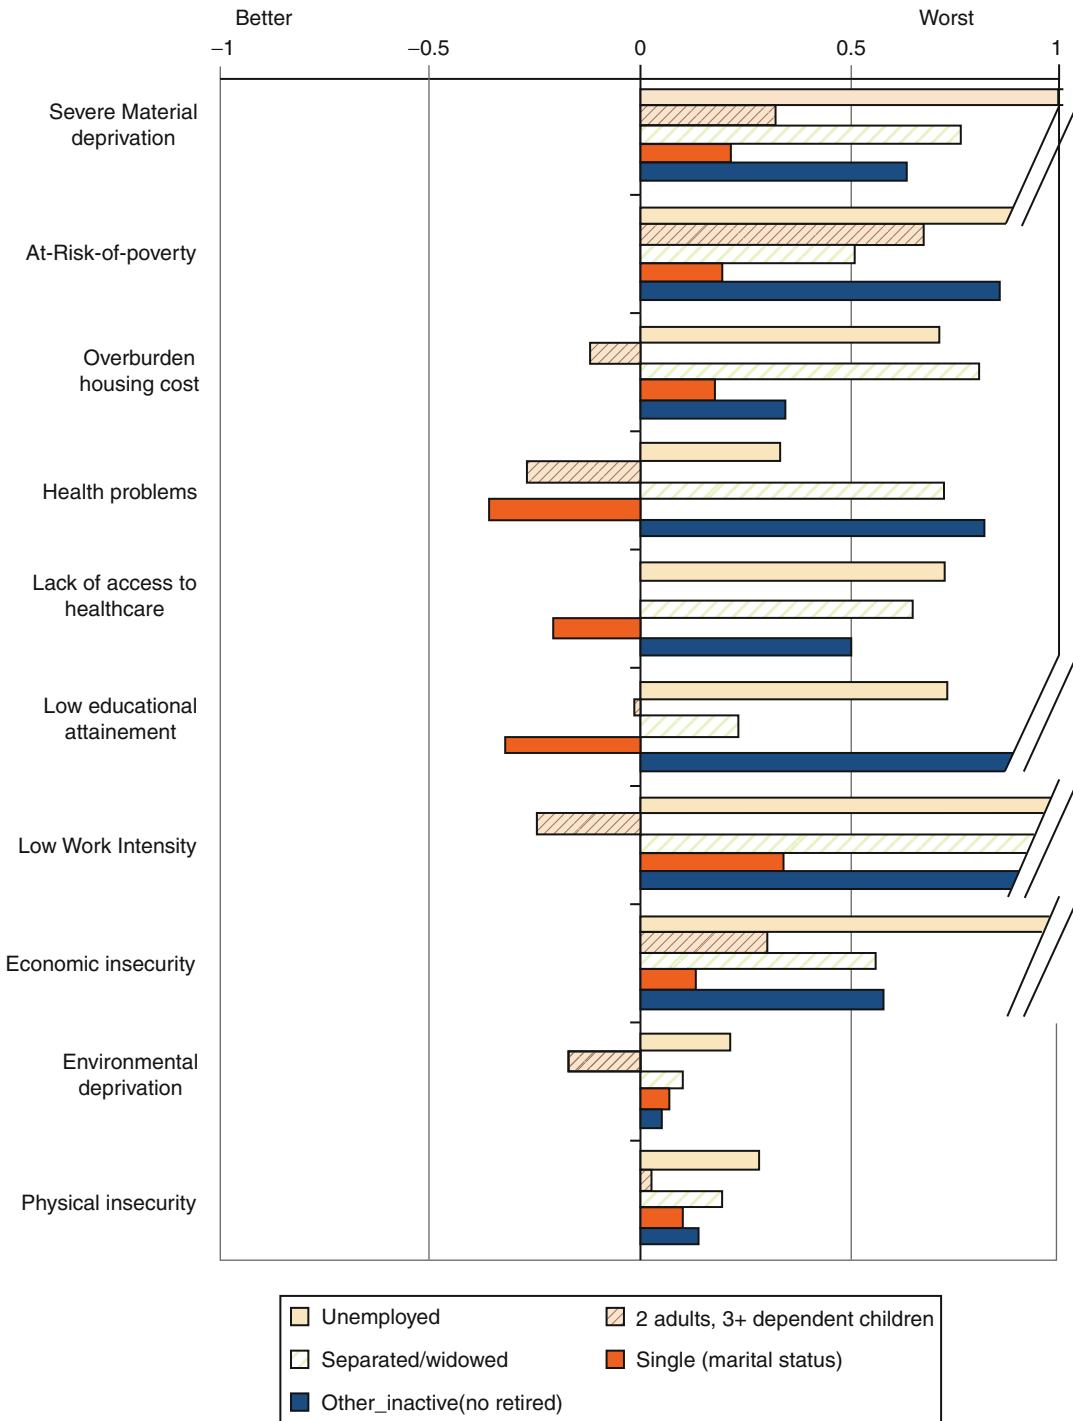 Better Worst
−1 −0.5 0 0.5 1
Severe Material
deprivation
At-Risk-of-poverty
Overburden
housing cost
Health problems
Lack of access to
healthcare
Low educational
attainement
Low Work Intensity
Economic insecurity
Environmental
deprivation
Physical insecurity
Unemployed 2 adults, 3+ dependent children
Separated/widowed Single (marital status)
Other_inactive(no retired)